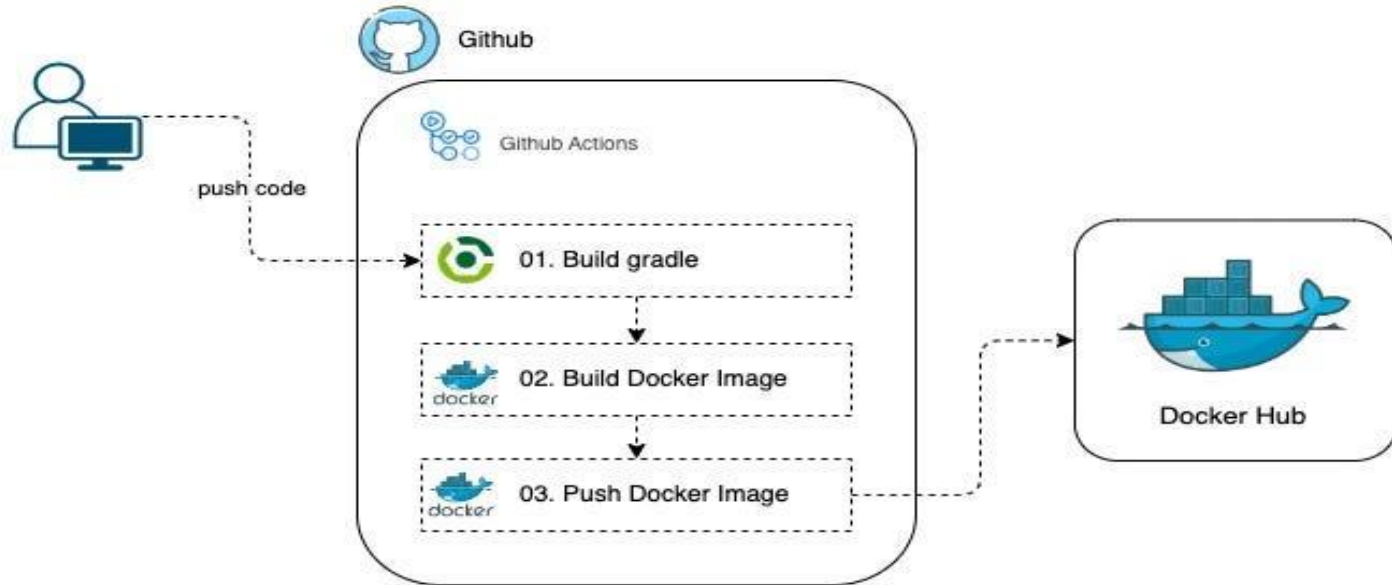 Github
Github Actions
push code
01. Build gradle
docker
02. Build Docker Image
docker
03. Push Docker Image
Docker Hub